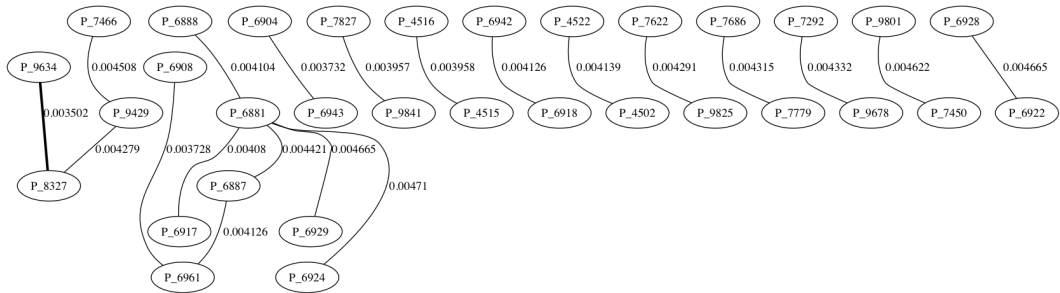 P_7466 P_6888 P_6904 P_7827 P_4516 P_6942 P_4522 P_7622 P_7686 P_7292 P_9801 P_6928
P_9634 0.004508 P_6908 0.004104 0.003732 0.003957 0.003958 0.004126 0.004139 0.004291 0.004315 0.004332 0.004622 0.004665
0.003502 P_9429 P_6881 P_6943 P_9841 P_4515 P_6918 P_4502 P_9825 P_7779 P_9678 P_7450 P_6922
0.004279 0.003728 0.00408 0.004421 0.004665
P_8327 P_6887 0.00471
P_6917 0.004126 P_6929
P_6961 P_6924